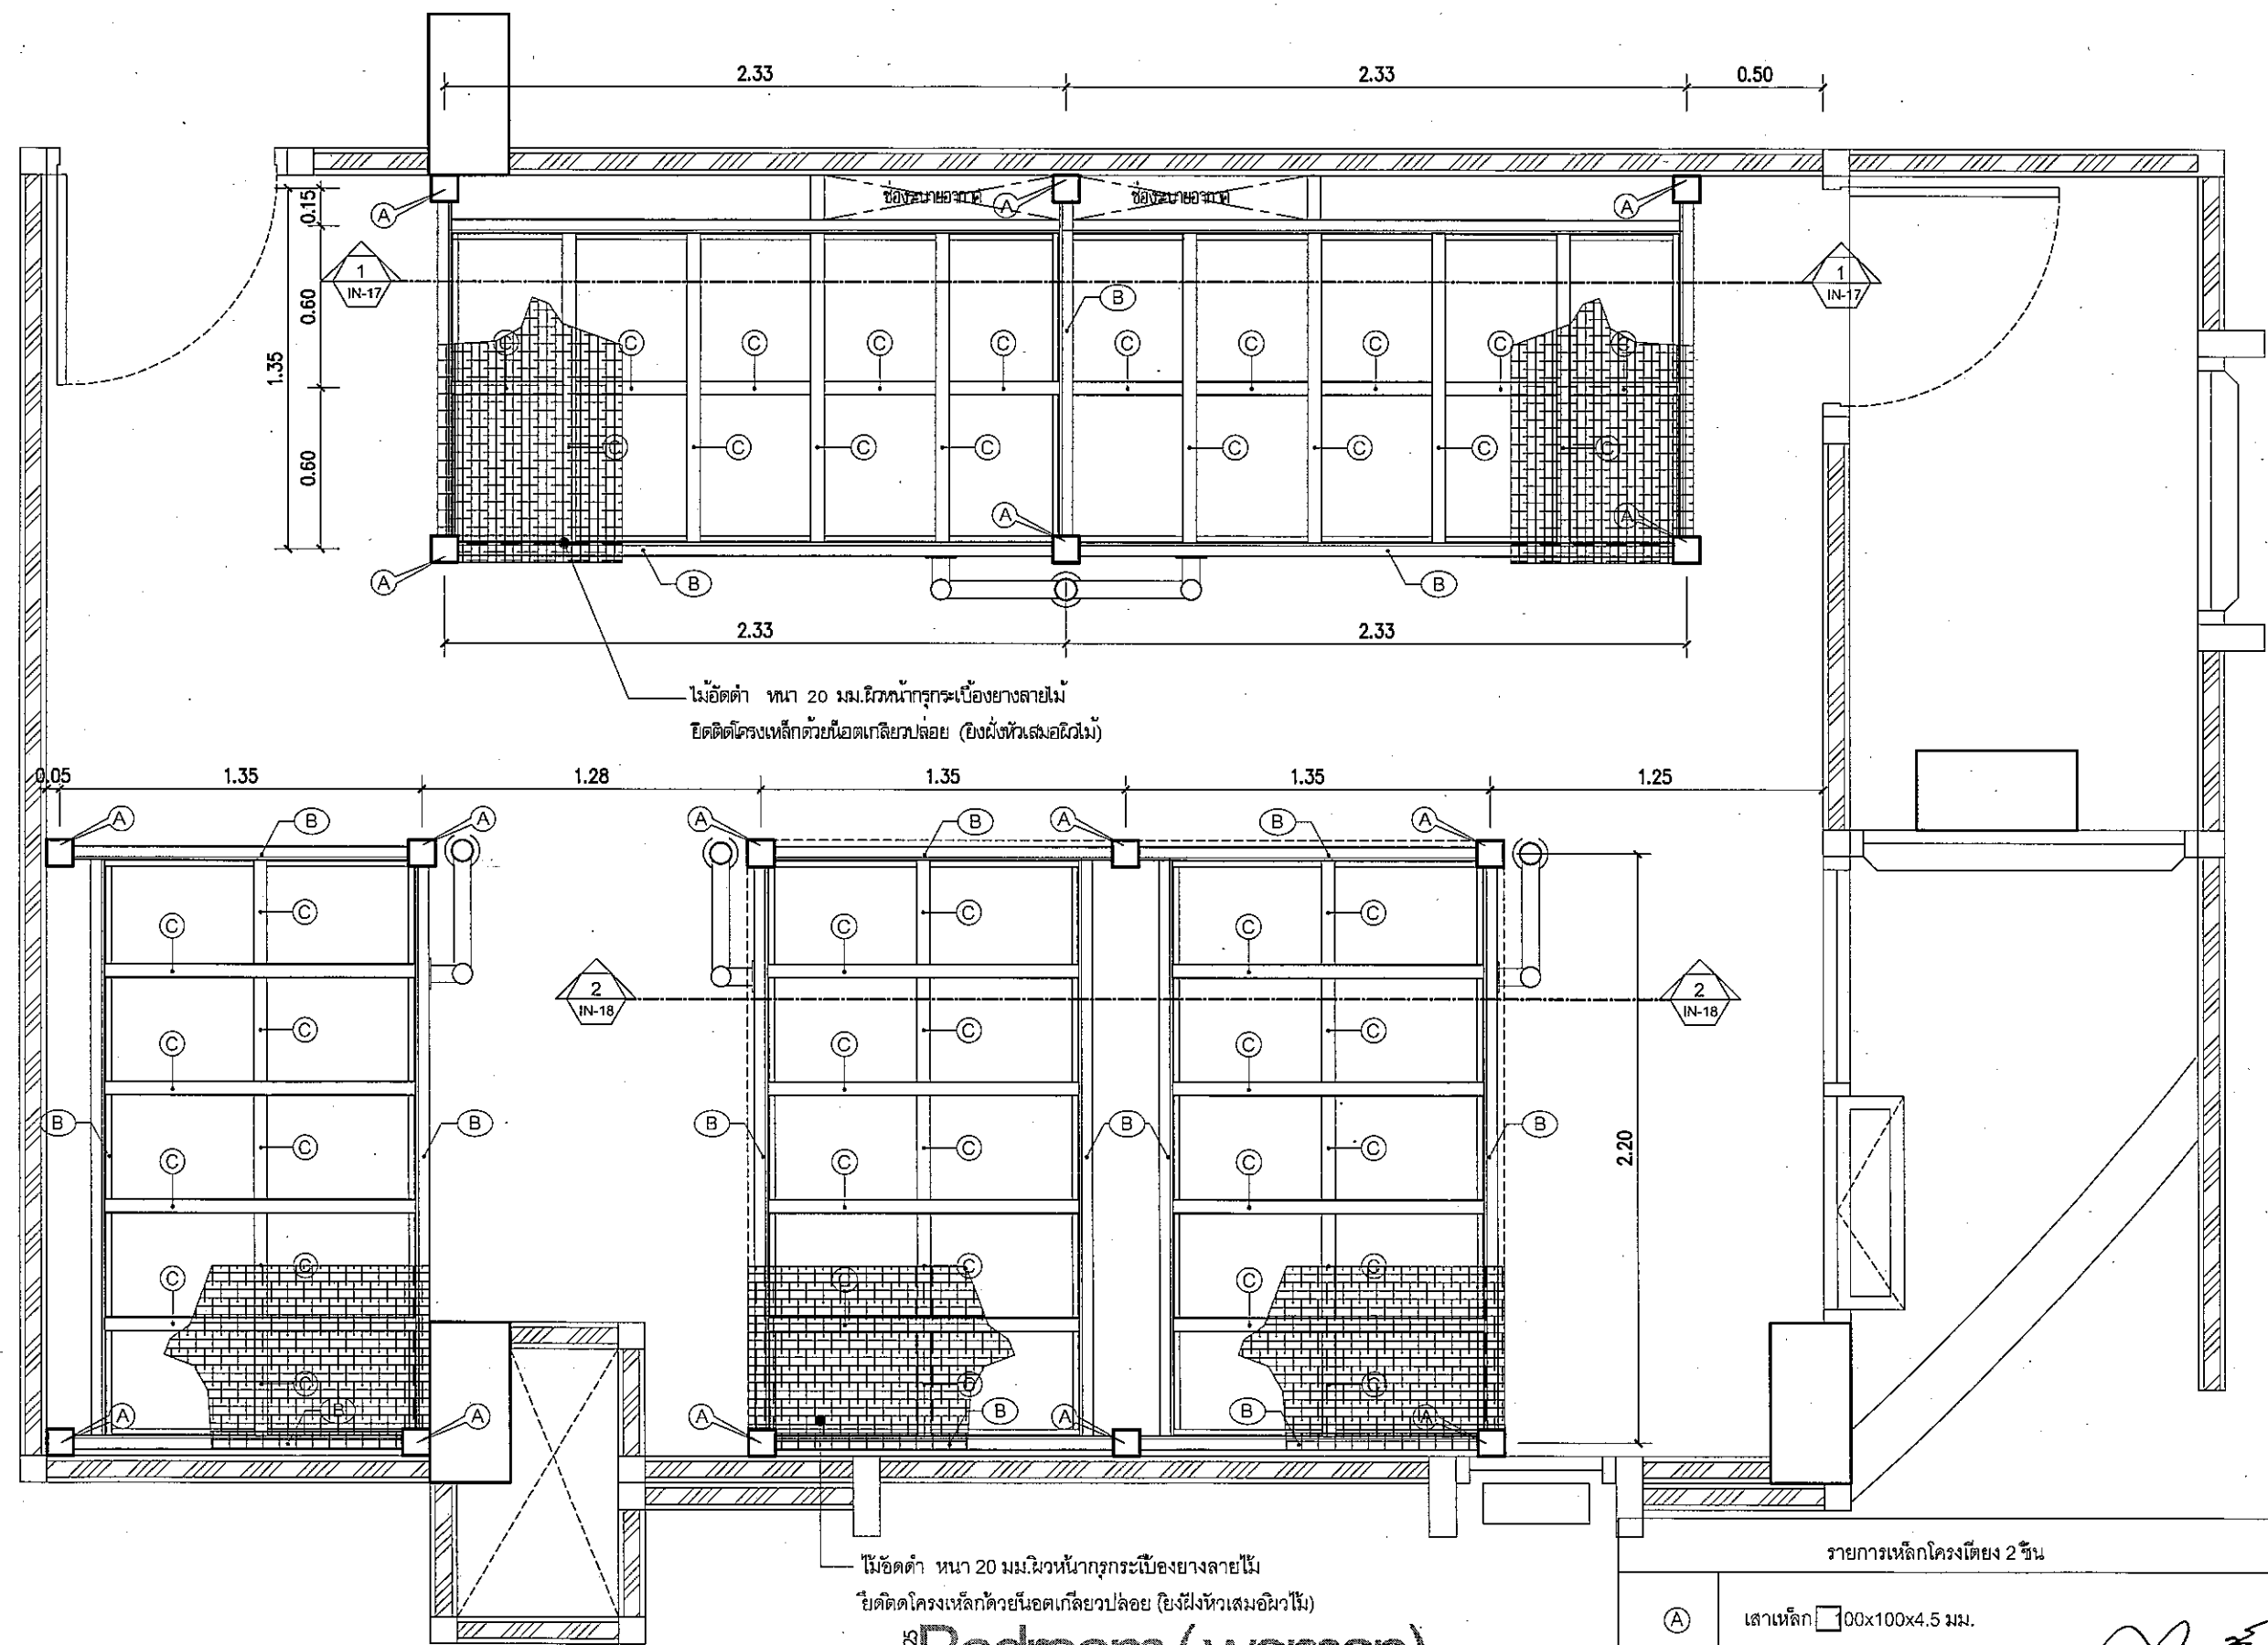 2.33 2.33 0.50
0.15
ช่องระบายอากาศ ช่องระบายอากาศ
A A A
1
IN-17
1
IN-17
0.60
1.35
B
C C C C C C C C C C
C C C C C C C C
0.60
A A
A B B
2.33 2.33
ไม้อัดดำ หนา 20 มม.ผิวหน้ากรุกระเบื้องยางลายไม้
ยึดติดโครงเหล็กด้วยน๊อตเกลียวปล่อย (ยิงฝังหัวเสมอผิวไม้)
0.05 1.35 1.28 1.35 1.35 1.25
A B A A B A B A
C C C C C C
2
IN-18
2
IN-18
C C C C C C
B B B B B
2.20
C C C C C C
C C C C C C
C C C
A B A A B A B A
ไม้อัดดำ หนา 20 มม.ผิวหน้ากรุกระเบื้องยางลายไม้
ยึดติดโครงเหล็กด้วยน็อตเกลียวปล่อย (ยิงฝังหัวเสมอผิวไม้)
25
Bedroom (woman)
รายการเหล็กโครงเตียง 2 ชั้น
A เสาเหล็ก 100x100x4.5 มม.